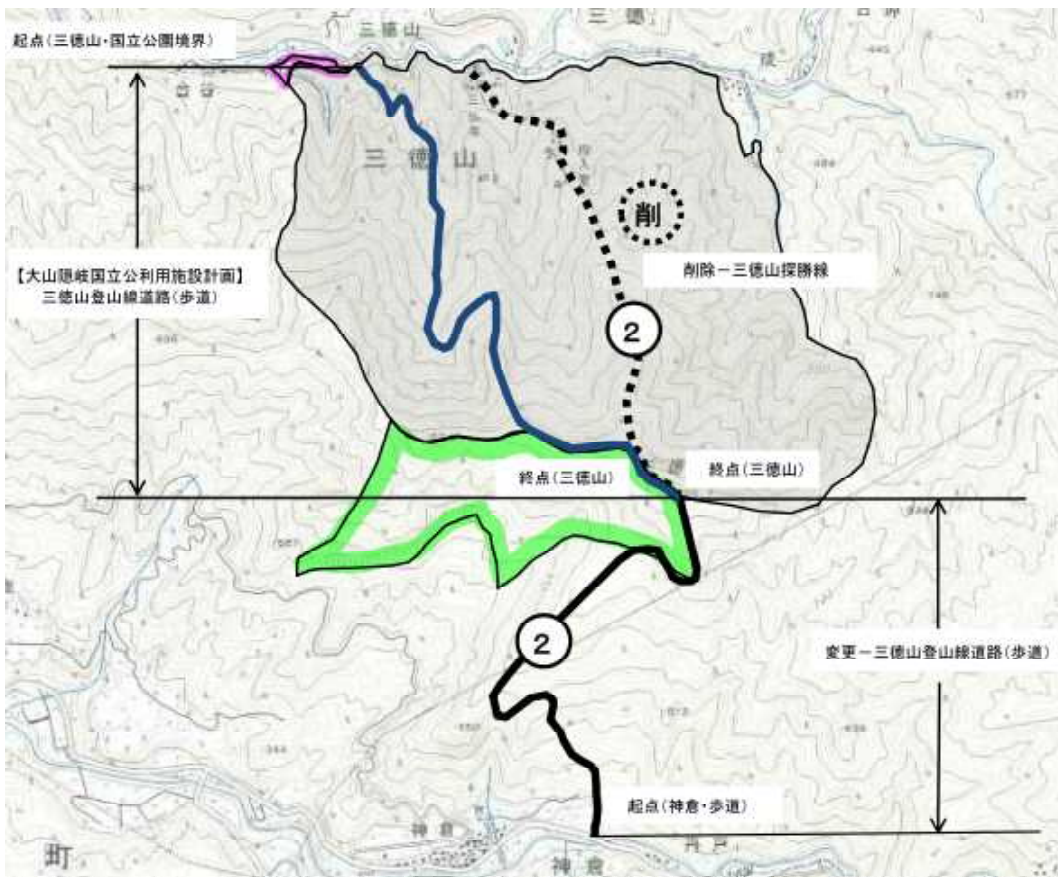 三徳山
三徳
起点(三徳山・国立公園境界)
三 徳 山
削
【大山隠岐国立公利用施設計画】
三徳山登山線道路(歩道)
削除－三徳山探勝線
2
終点(三徳山)
終点(三徳山)
2
変更－三徳山登山線道路(歩道)
起点(神倉・歩道)
神倉
町
神倉